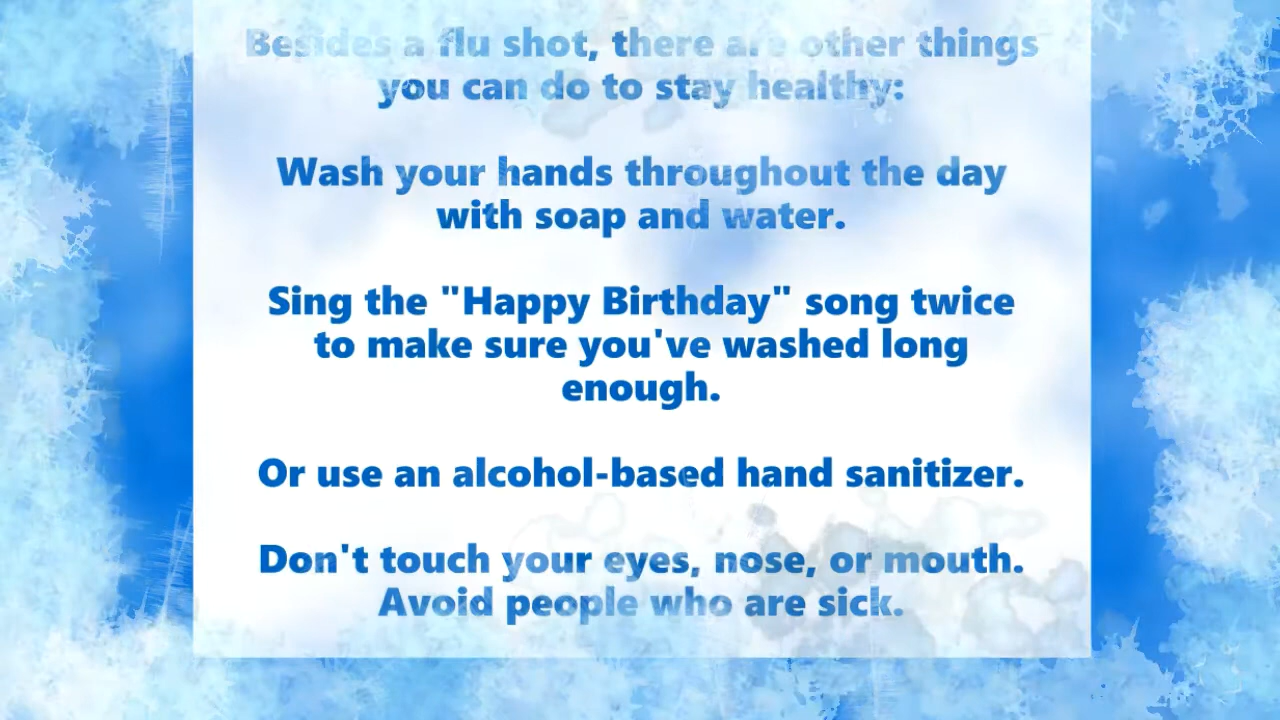 Besides a flu shot, there are other things
you can do to stay healthy:
Wash your hands throughout the day
with soap and water.
Sing the "Happy Birthday" song twice
to make sure you've washed long
enough.
Or use an alcohol-based hand sanitizer.
Don't touch your eyes, nose, or mouth.
Avoid people who are sick.